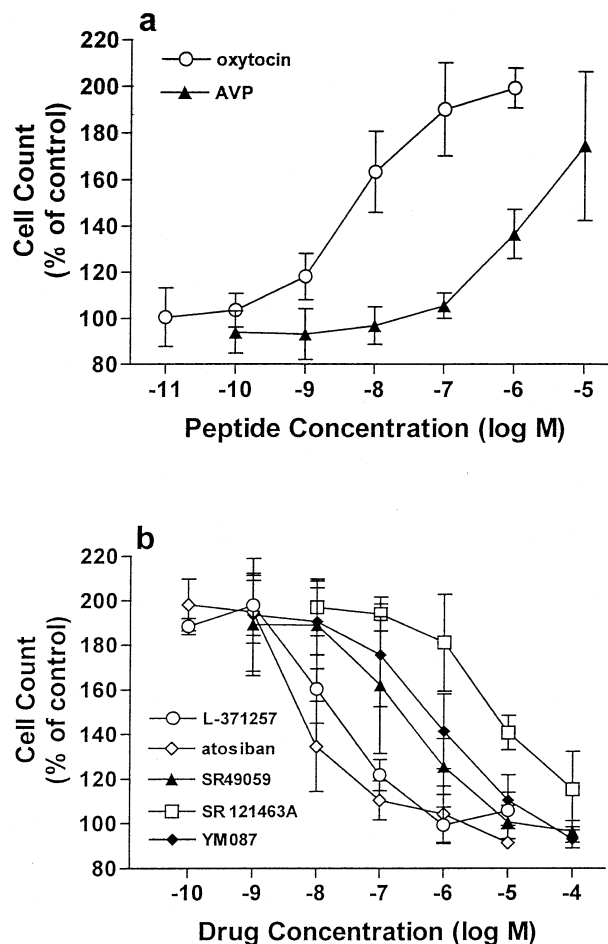 a
220
200
180
160
140
120
100
80
Cell Count
(% of control)
oxytocin
AVP
-11 -10 -9 -8 -7 -6 -5
Peptide Concentration (log M)
b
220
200
180
160
140
120
100
80
Cell Count
(% of control)
L-371257
atosiban
SR49059
SR 121463A
YM087
-10 -9 -8 -7 -6 -5 -4
Drug Concentration (log M)